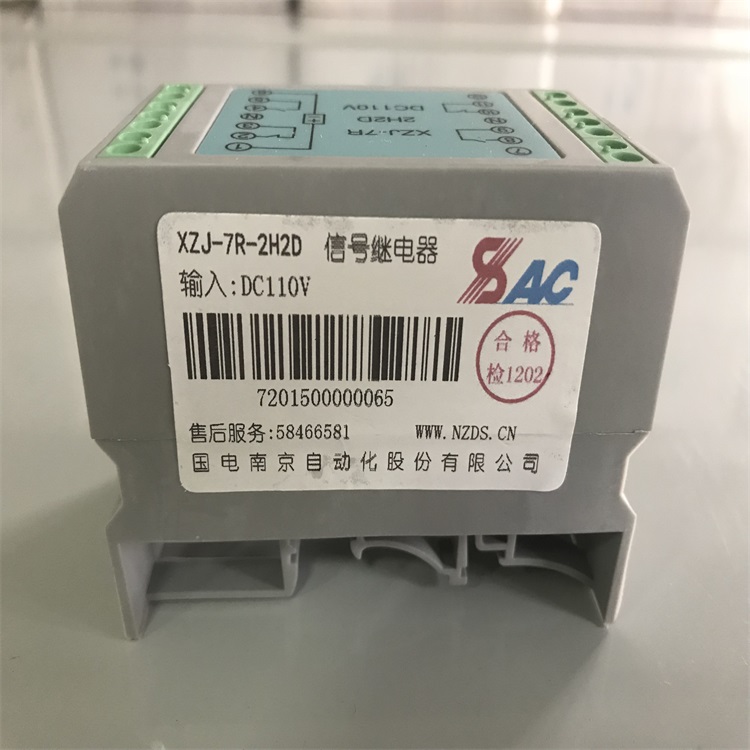 DC110V
2H2D
XZJ-7R
XZJ-7R-2H2D 信号继电器
SAC
输入:DC110V
合格
检1202
7201500000065
售后服务:58466581 WWW.NZDS.CN
国电南京自动化股份有限公司